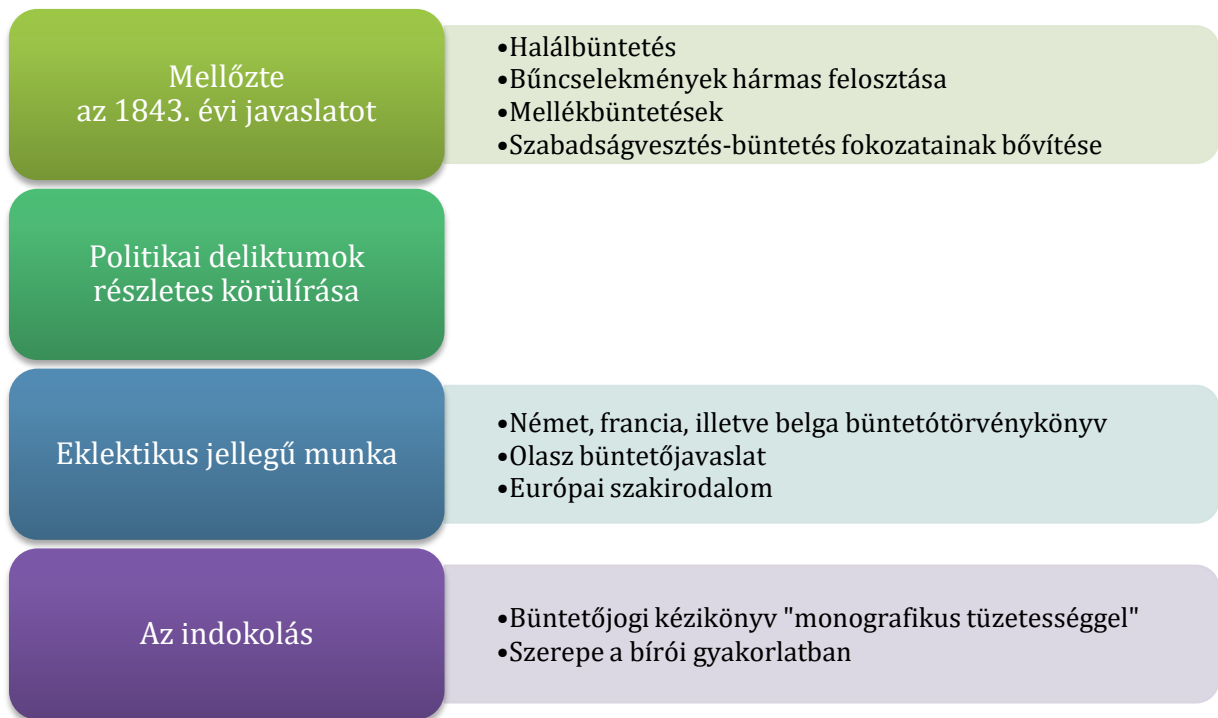 Mellőzte
az 1843. évi javaslatot
•Halálbüntetés
•Bűncselekmények hármas felosztása
•Mellékbüntetések
•Szabadságvesztés-büntetés fokozatainak bővítése
Politikai deliktumok
részletes körülírása
Eklektikus jellegű munka
•Német, francia, illetve belga büntetőtörvénykönyv
•Olasz büntetőjavaslat
•Európai szakirodalom
Az indokolás
•Büntetőjogi kézikönyv "monografikus tüzetességgel"
•Szerepe a bírói gyakorlatban